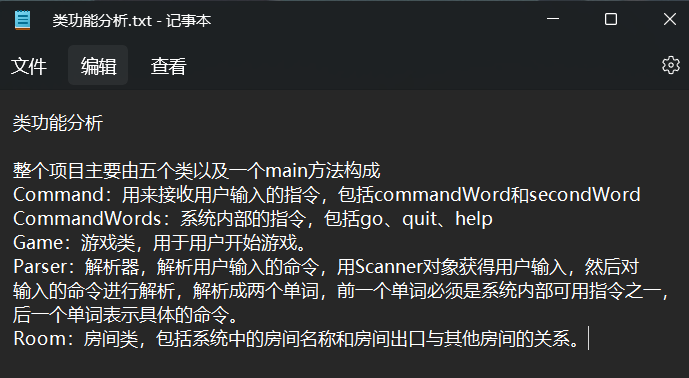 类功能分析.txt - 记事本
文件 编辑 查看
类功能分析
整个项目主要由五个类以及一个main方法构成
Command：用来接收用户输入的指令，包括commandWord和secondWord
CommandWords：系统内部的指令，包括go、quit、help
Game：游戏类，用于用户开始游戏。
Parser：解析器，解析用户输入的命令，用Scanner对象获得用户输入，然后对
输入的命令进行解析，解析成两个单词，前一个单词必须是系统内部可用指令之一，
后一个单词表示具体的命令。
Room：房间类，包括系统中的房间名称和房间出口与其他房间的关系。